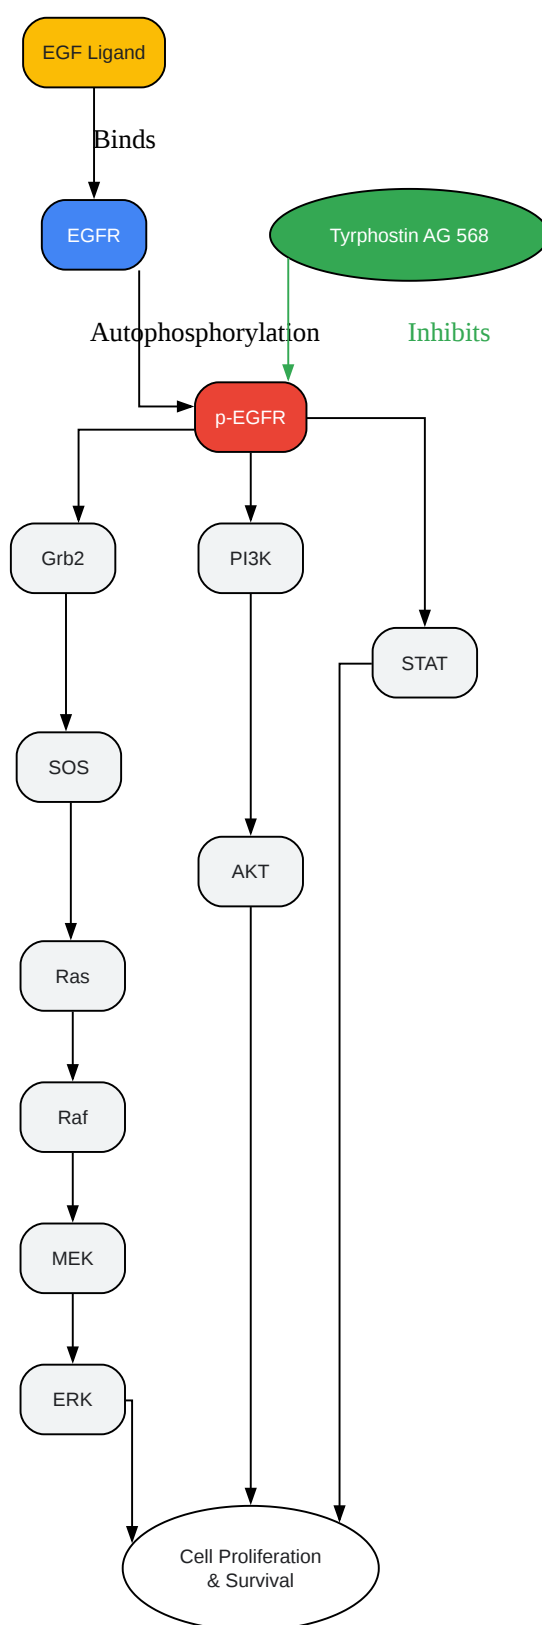 EGF Ligand
Binds
EGFR
Tyrphostin AG 568
Autophosphorylation
Inhibits
p-EGFR
Grb2
PI3K
STAT
SOS
AKT
Ras
Raf
MEK
ERK
Cell Proliferation
& Survival